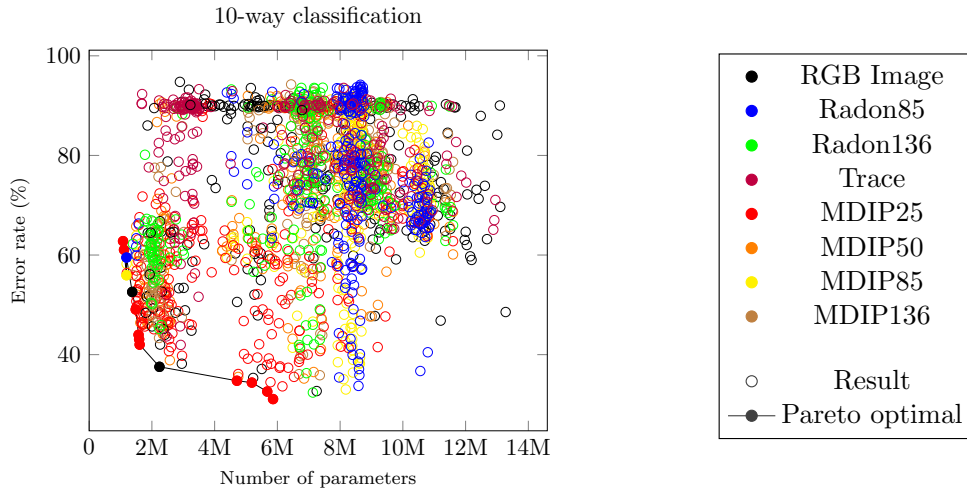 10-way classification
100
80
60
40
0
2M
4M
6M
8M
10M
12M
14M
Number of parameters
Error rate (%)
RGB Image
Radon85
Radon136
Trace
MDIP25
MDIP50
MDIP85
MDIP136
Result
Pareto optimal